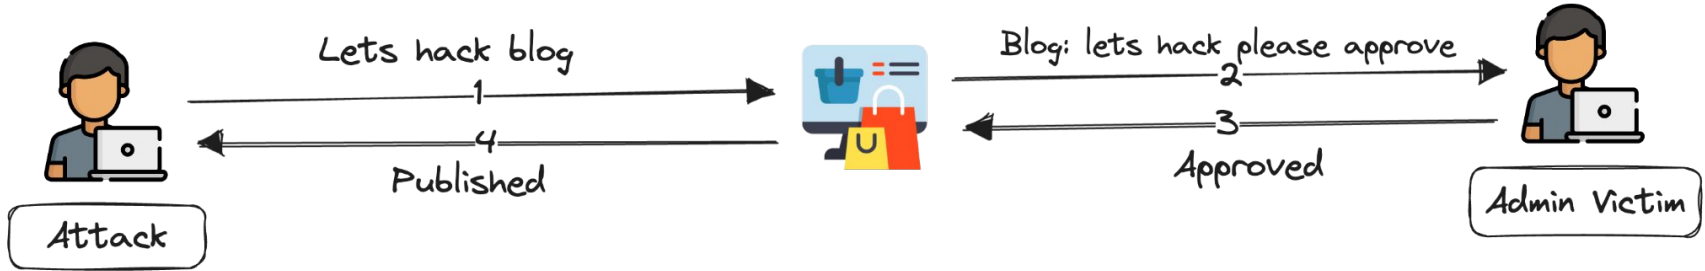 Lets hack blog
1
4
Published
Attack
Blog: lets hack please approve
2
3
Approved
Admin Victim